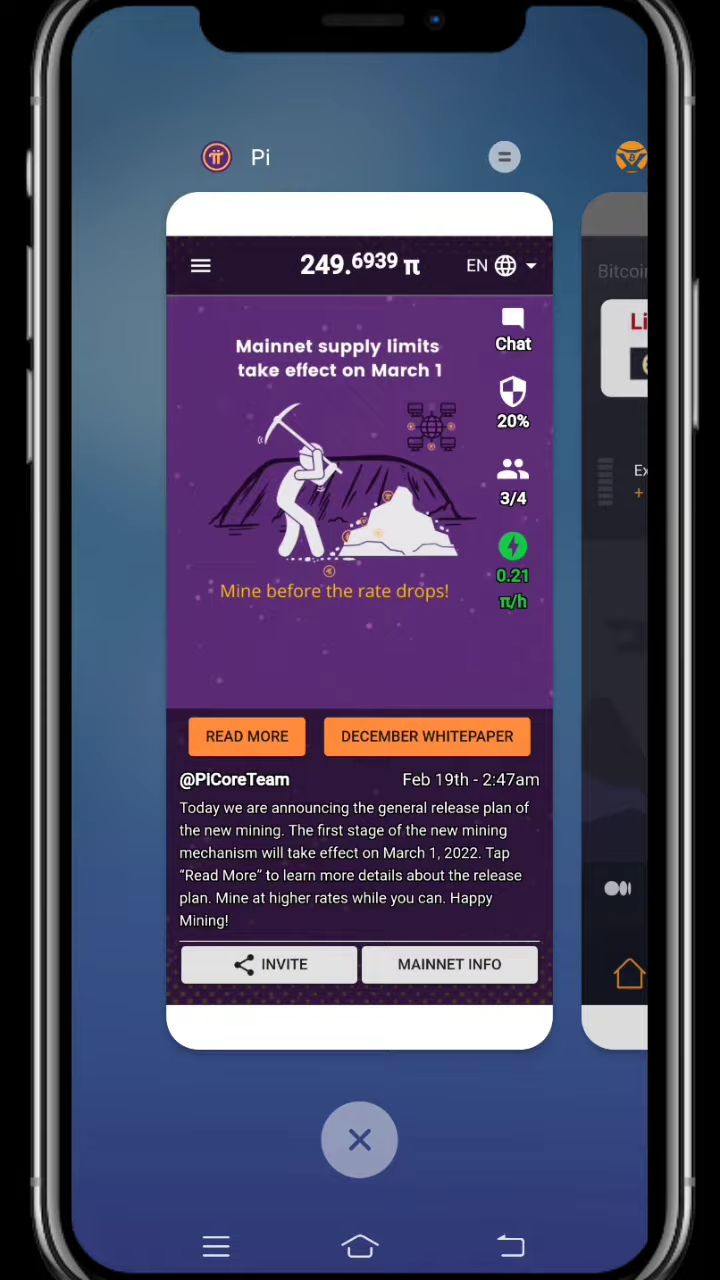 Pi
249.6939 π
EN
Mainnet supply limits
take effect on March 1
Chat
20%
3/4
0.21
π/h
Mine before the rate drops!
READ MORE
DECEMBER WHITEPAPER
@PiCoreTeam
Feb 19th - 2:47am
Today we are announcing the general release plan of
the new mining. The first stage of the new mining
mechanism will take effect on March 1, 2022. Tap
“Read More” to learn more details about the release
plan. Mine at higher rates while you can. Happy
Mining!
INVITE
MAINNET INFO
Bitcoi
Li
Ex
+